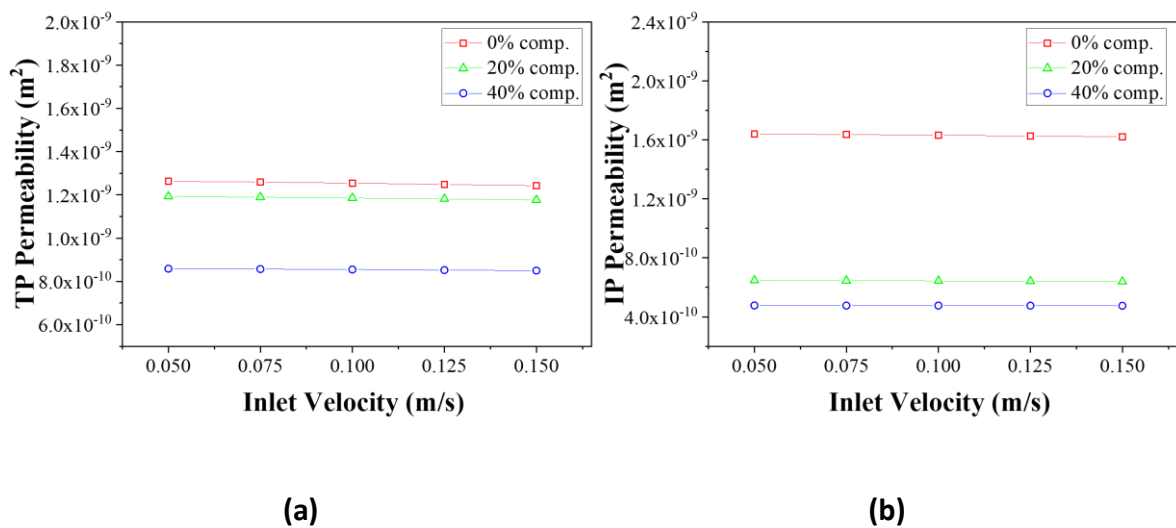 TP Permeability (m²)
2.0x10⁻⁹
1.8x10⁻⁹
1.6x10⁻⁹
1.4x10⁻⁹
1.2x10⁻⁹
1.0x10⁻⁹
8.0x10⁻¹⁰
6.0x10⁻¹⁰
0% comp.
20% comp.
40% comp.
0.050 0.075 0.100 0.125 0.150
Inlet Velocity (m/s)
(a)
IP Permeability (m²)
2.4x10⁻⁹
2.0x10⁻⁹
1.6x10⁻⁹
1.2x10⁻⁹
8.0x10⁻¹⁰
4.0x10⁻¹⁰
0% comp.
20% comp.
40% comp.
0.050 0.075 0.100 0.125 0.150
Inlet Velocity (m/s)
(b)